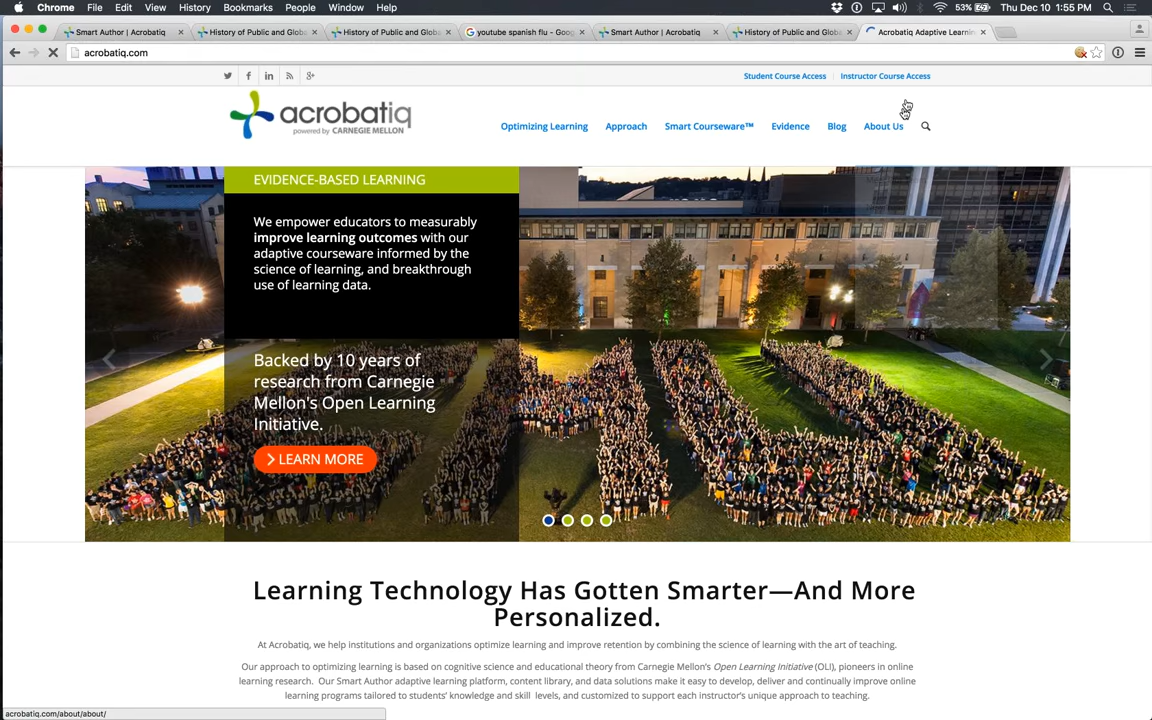 Chrome File Edit View History Bookmarks People Window Help 53% Thu Dec 10 1:55 PM
Smart Author | Acrobatiq History of Public and Globa History of Public and Globa youtube spanish flu - Goog Smart Author | Acrobatiq History of Public and Globa Acrobatiq Adaptive Learnin
acrobatiq.com
Student Course Access Instructor Course Access
acrobatiq
powered by CARNEGIE MELLON
Optimizing Learning Approach Smart Courseware™ Evidence Blog About Us
EVIDENCE-BASED LEARNING
We empower educators to measurably
improve learning outcomes with our
adaptive courseware informed by the
science of learning, and breakthrough
use of learning data.
Backed by 10 years of
research from Carnegie
Mellon's Open Learning
Initiative.
LEARN MORE
Learning Technology Has Gotten Smarter—And More
Personalized.
At Acrobatiq, we help institutions and organizations optimize learning and improve retention by combining the science of learning with the art of teaching.
Our approach to optimizing learning is based on cognitive science and educational theory from Carnegie Mellon's Open Learning Initiative (OLI), pioneers in online
learning research. Our Smart Author adaptive learning platform, content library, and data solutions make it easy to develop, deliver and continually improve online
learning programs tailored to students' knowledge and skill levels, and customized to support each instructor's unique approach to teaching.
acrobatiq.com/about/about/